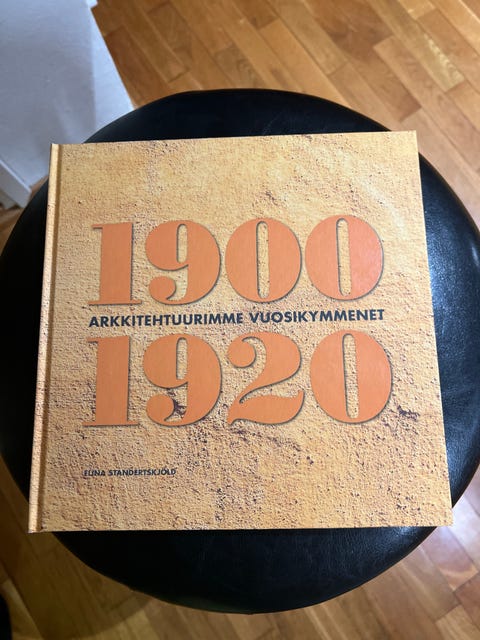 1900
ARKKITEHTUURIMME VUOSIKYMMENET
1920
ELINA STANDERTSKJÖLD